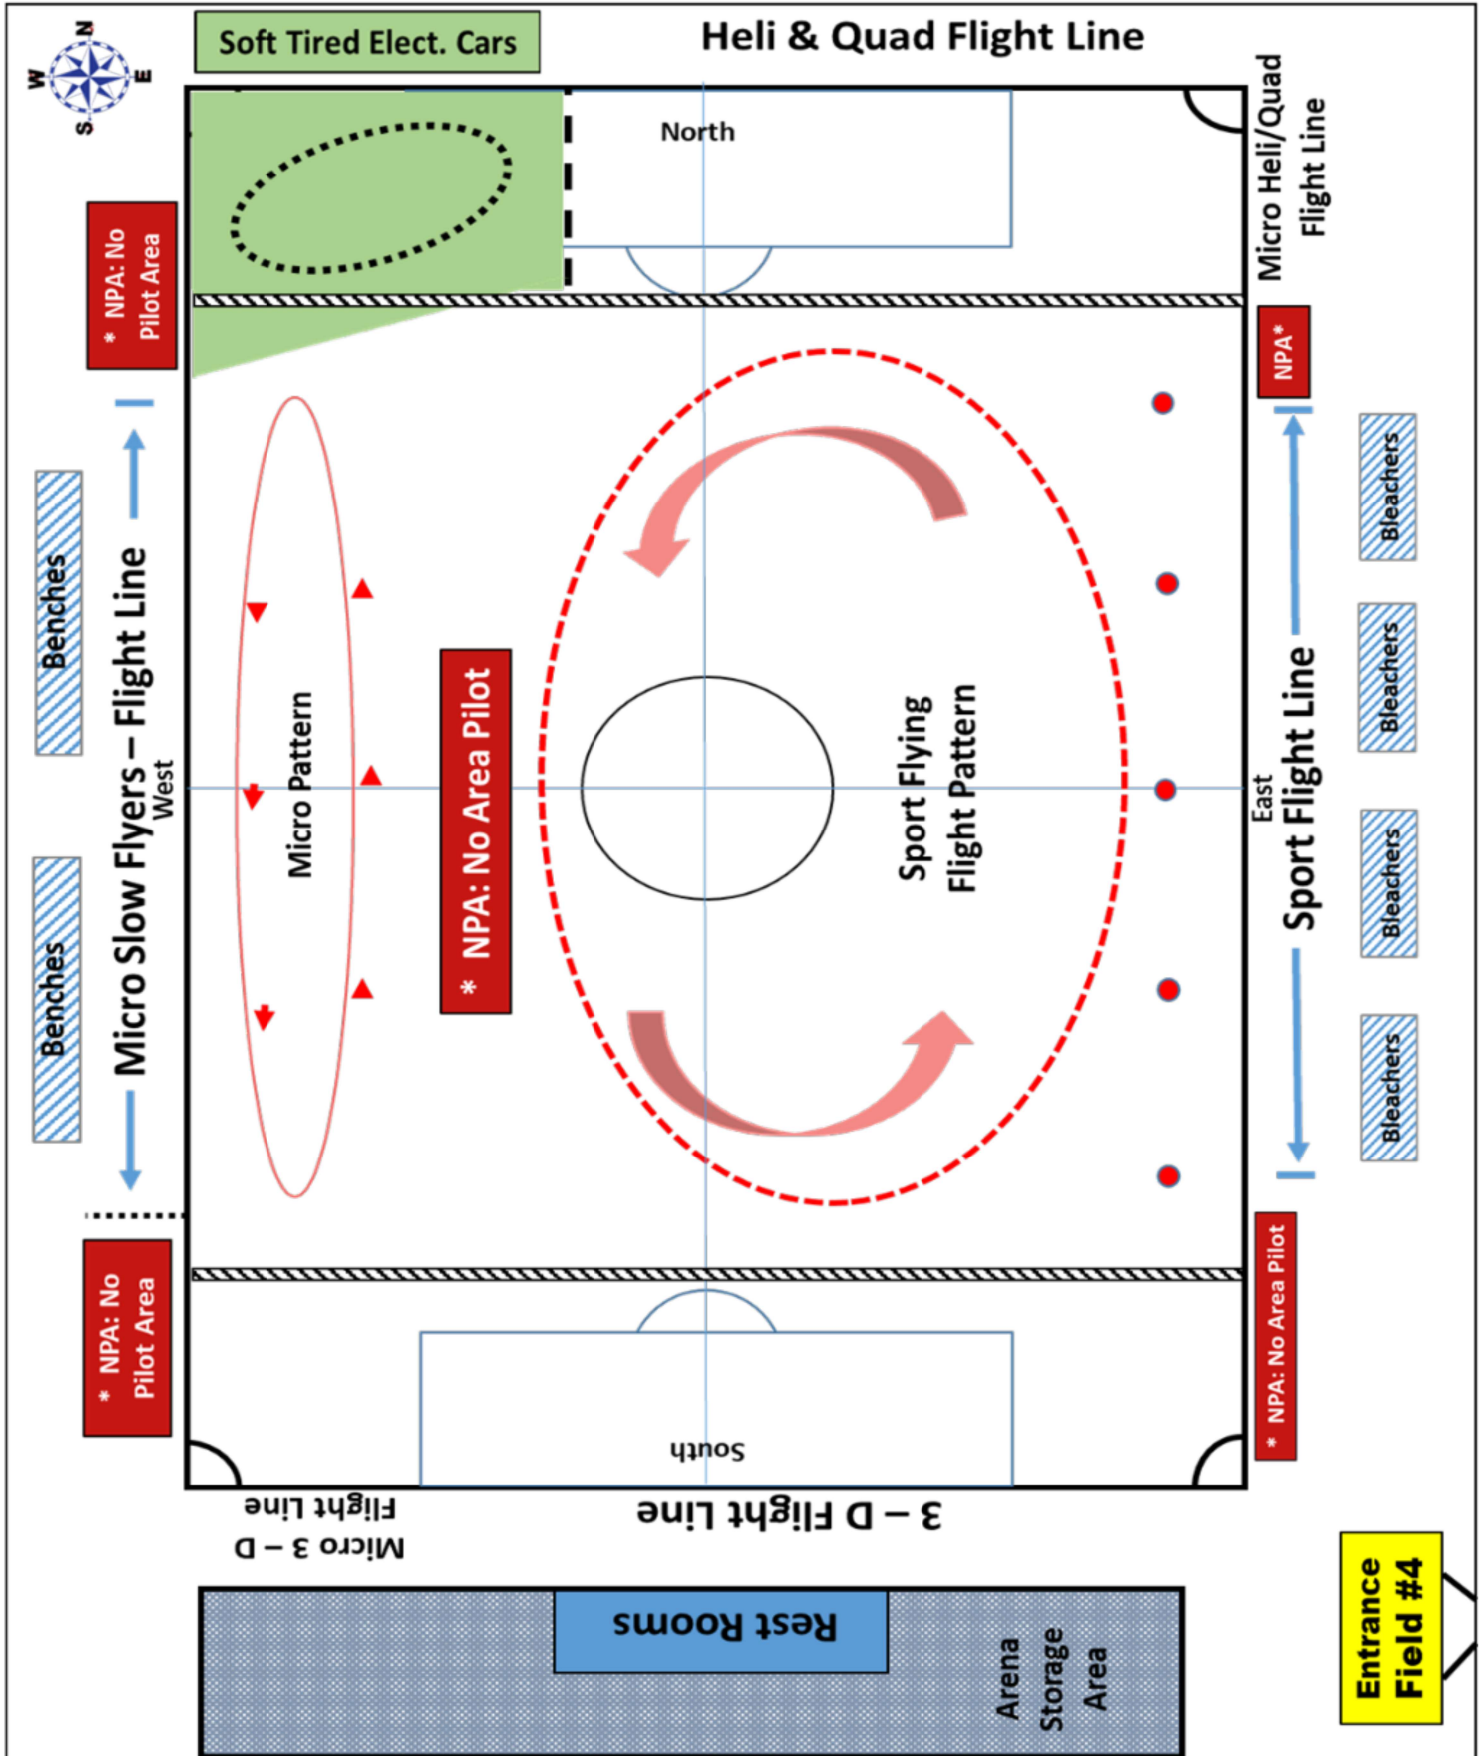 N
W
E
S
Soft Tired Elect. Cars
Heli & Quad Flight Line
North
Micro Heli/Quad
Flight Line
* NPA: No
Pilot Area
NPA*
Benches
Benches
Micro Slow Flyers – Flight Line
West
Micro Pattern
* NPA: No Area Pilot
Sport Flying
Flight Pattern
East
Sport Flight Line
Bleachers
Bleachers
Bleachers
Bleachers
* NPA: No
Pilot Area
* NPA: No Area Pilot
South
Micro 3 – D
Flight Line
3 – D Flight Line
Rest Rooms
Arena
Storage
Area
Entrance
Field #4